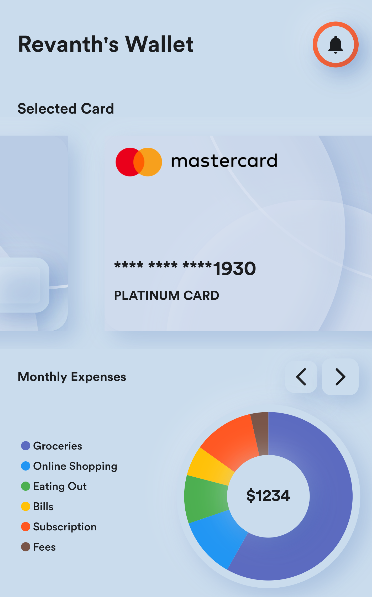 Revanth's Wallet
Selected Card
mastercard
**** **** ****1930
PLATINUM CARD
Monthly Expenses
Groceries
Online Shopping
Eating Out
Bills
Subscription
Fees
$1234